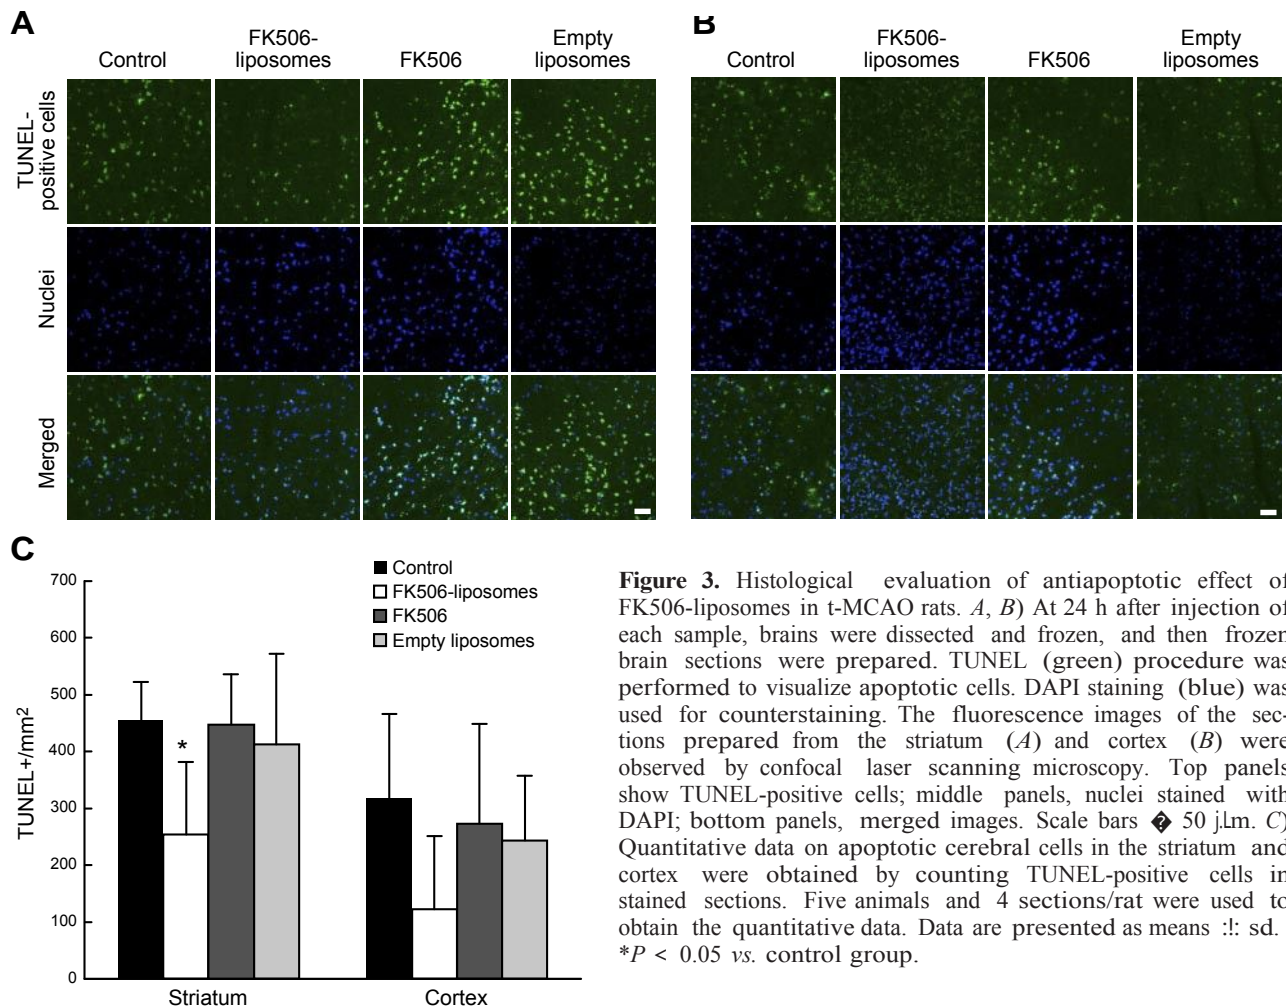 A
Control
FK506-
liposomes
FK506
Empty
liposomes
TUNEL-
positive cells
Nuclei
Merged
B
Control
FK506-
liposomes
FK506
Empty
liposomes
C
TUNEL+/mm2
700
600
500
400
300
200
100
0
*
Striatum
Cortex
Control
FK506-liposomes
FK506
Empty liposomes
Figure 3. Histological evaluation of antiapoptotic effect of
FK506-liposomes in t-MCAO rats. A, B) At 24 h after injection of
each sample, brains were dissected and frozen, and then frozen
brain sections were prepared. TUNEL (green) procedure was
performed to visualize apoptotic cells. DAPI staining (blue) was
used for counterstaining. The fluorescence images of the sec-
tions prepared from the striatum (A) and cortex (B) were
observed by confocal laser scanning microscopy. Top panels
show TUNEL-positive cells; middle panels, nuclei stained with
DAPI; bottom panels, merged images. Scale bars � 50 j.Lm. C)
Quantitative data on apoptotic cerebral cells in the striatum and
cortex were obtained by counting TUNEL-positive cells in
stained sections. Five animals and 4 sections/rat were used to
obtain the quantitative data. Data are presented as means :!: sd.
*P < 0.05 vs. control group.